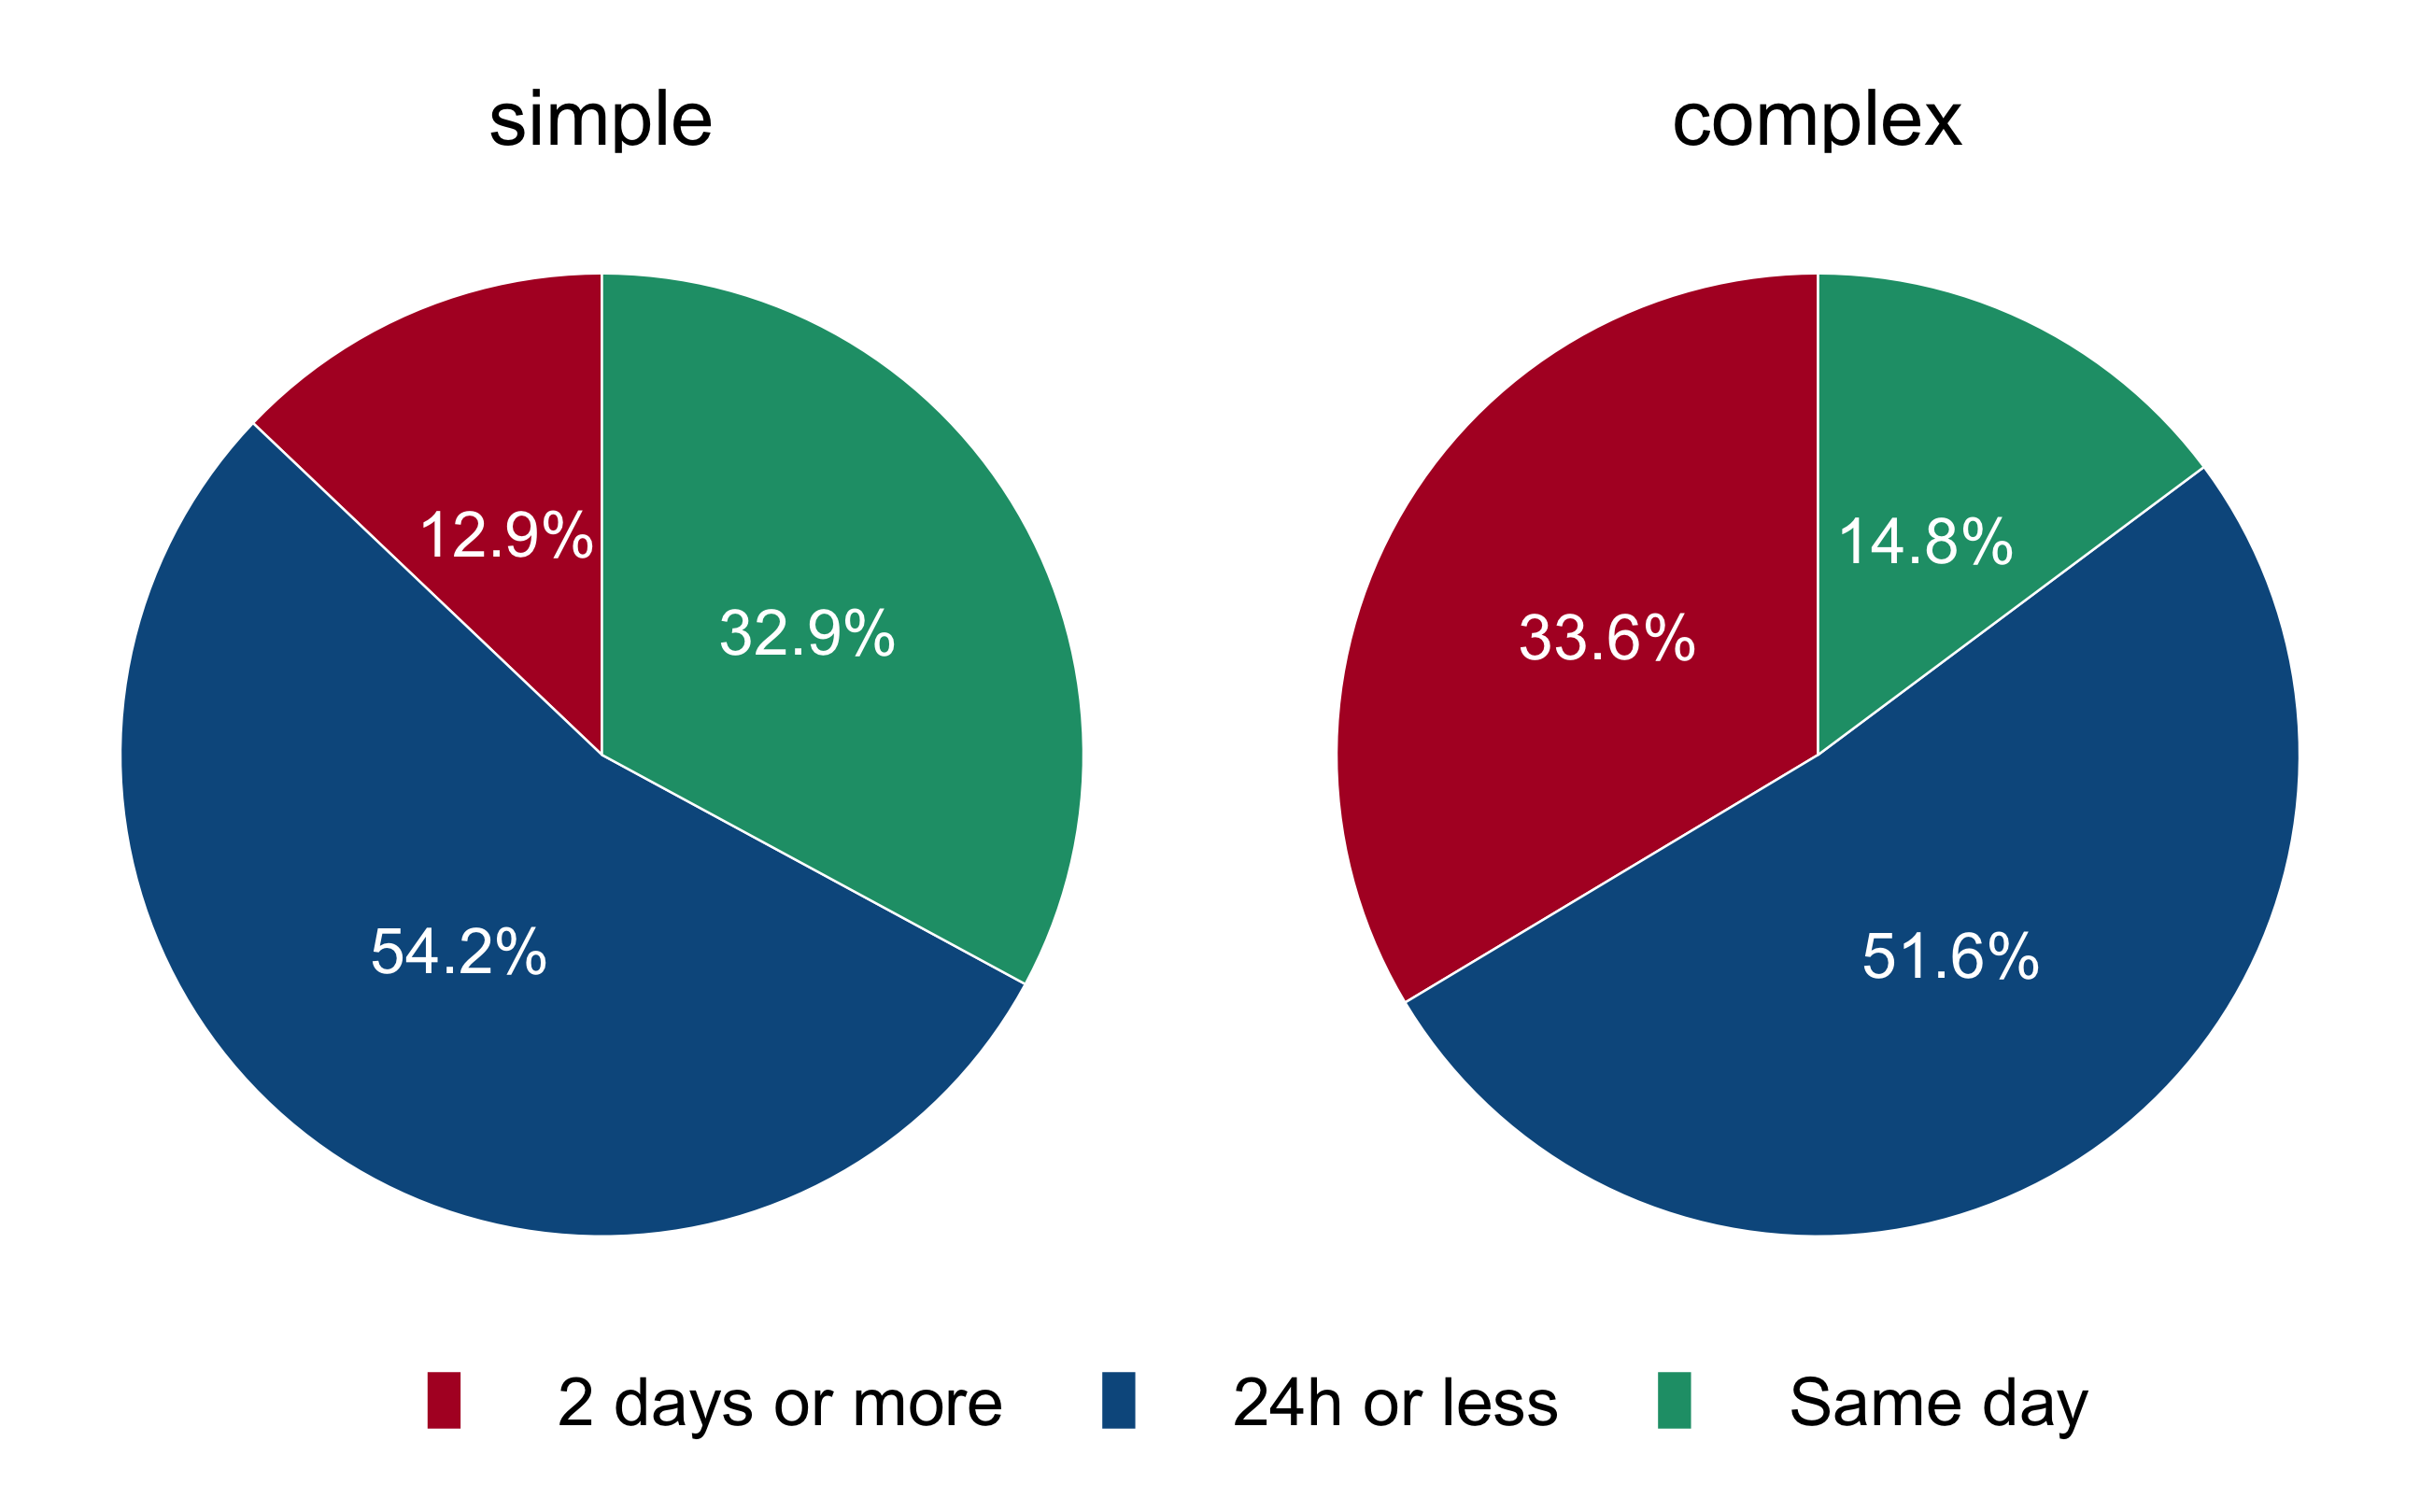 simple
complex
12.9%
32.9%
54.2%
14.8%
33.6%
51.6%
2 days or more
24h or less
Same day